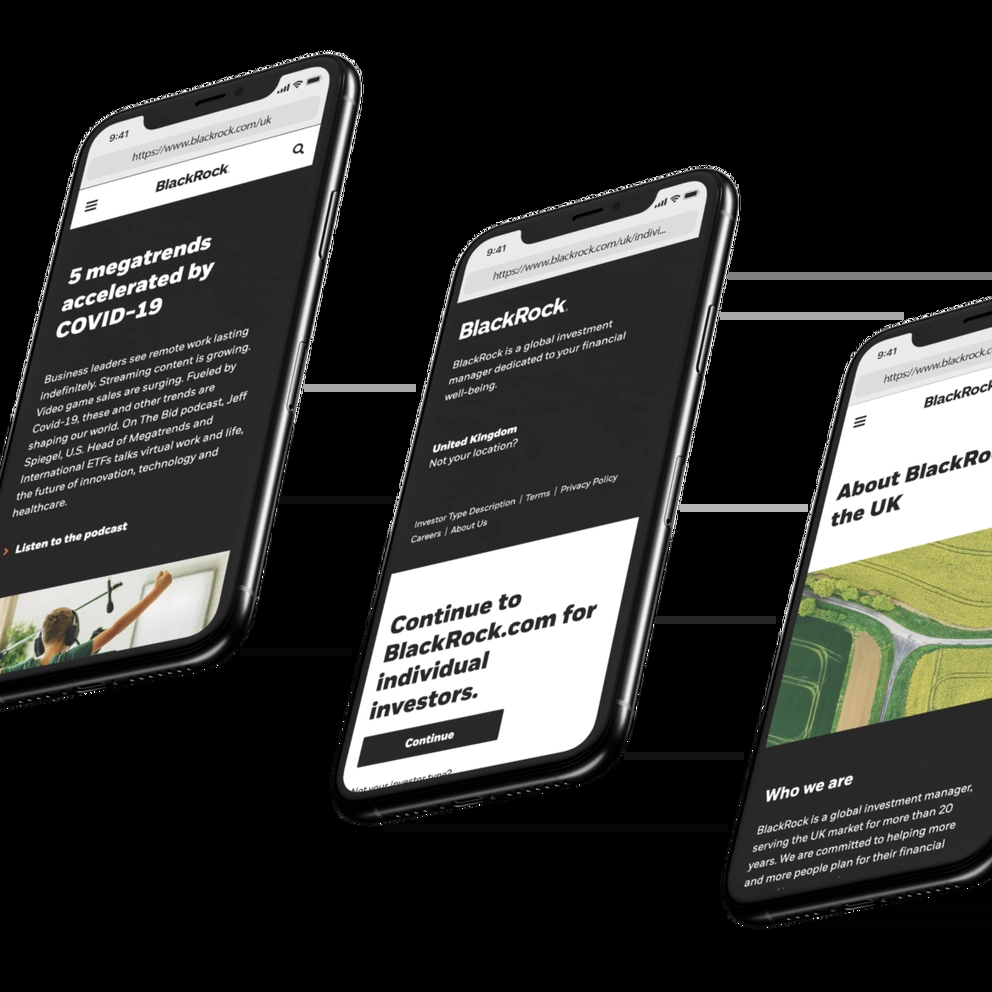 9:41
https://www.blackrock.com/uk
BlackRock
5 megatrends
accelerated by
COVID-19
Business leaders see remote work lasting
indefinitely. Streaming content is growing.
Video game sales are surging. Fueled by
Covid-19, these and other trends are
shaping our world. On The Bid podcast, Jeff
Spiegel, U.S. Head of Megatrends and
International ETFs talks virtual work and life,
the future of innovation, technology and
healthcare.
Listen to the podcast
9:41
https://www.blackrock.com/uk/indivi...
BlackRock.
BlackRock is a global investment
manager dedicated to your financial
well-being.
United Kingdom
Not your location?
Investor Type Description | Terms | Privacy Policy
Careers | About Us
Continue to
BlackRock.com for
individual
investors.
Continue
Not your investor type?
9:41
https://www.blackrock.c
BlackRock
About BlackRo
the UK
Who we are
BlackRock is a global investment manager,
serving the UK market for more than 20
years. We are committed to helping more
and more people plan for their financial